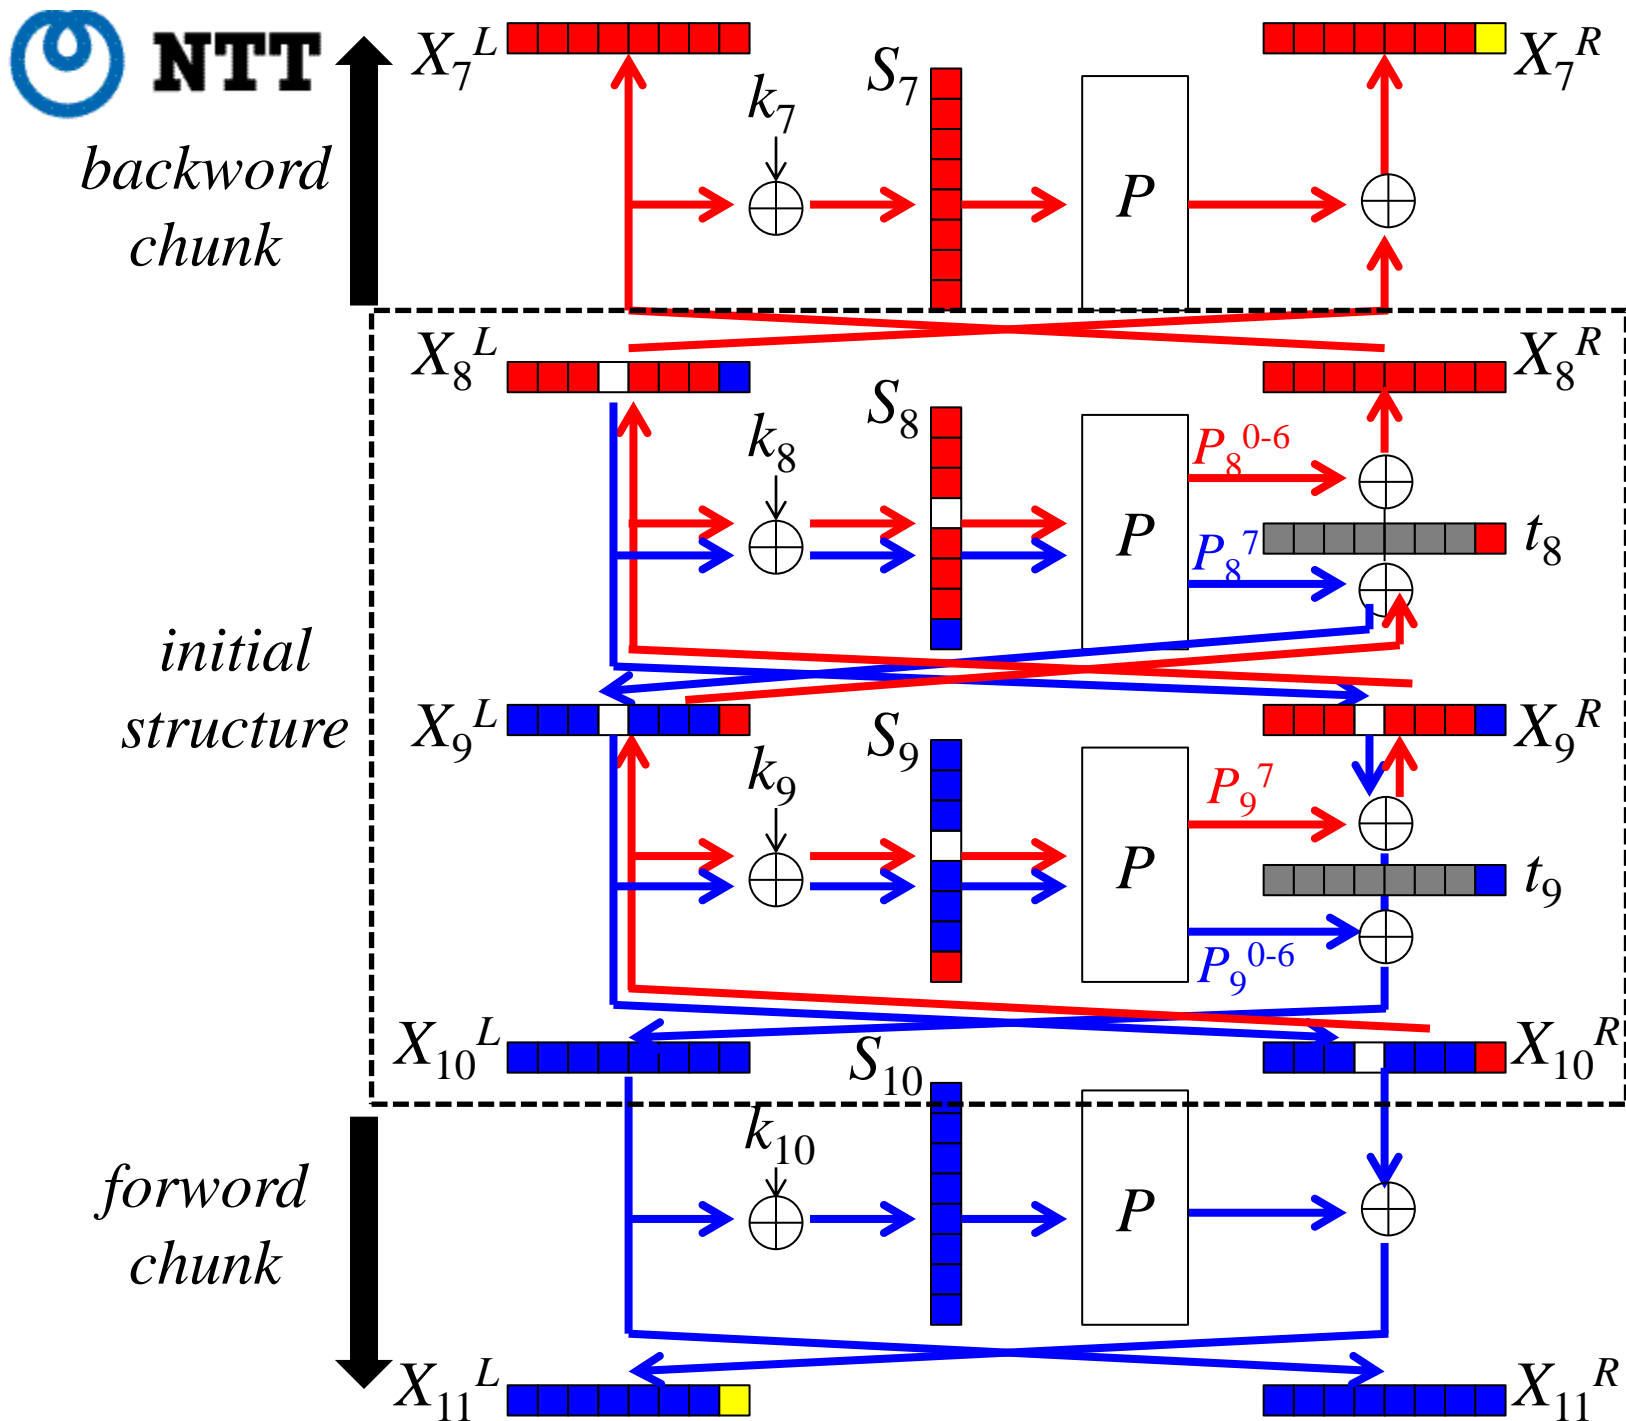 NTT
X₇ᴸ
X₇ᴿ
S₇
k₇
P
backword
chunk
X₈ᴸ
X₈ᴿ
S₈
k₈
P
P₈⁰⁻⁶
P₈⁷
t₈
initial
structure
X₉ᴸ
X₉ᴿ
S₉
k₉
P
P₉⁷
P₉⁰⁻⁶
t₉
X₁₀ᴸ
X₁₀ᴿ
S₁₀
k₁₀
P
forword
chunk
X₁₁ᴸ
X₁₁ᴿ